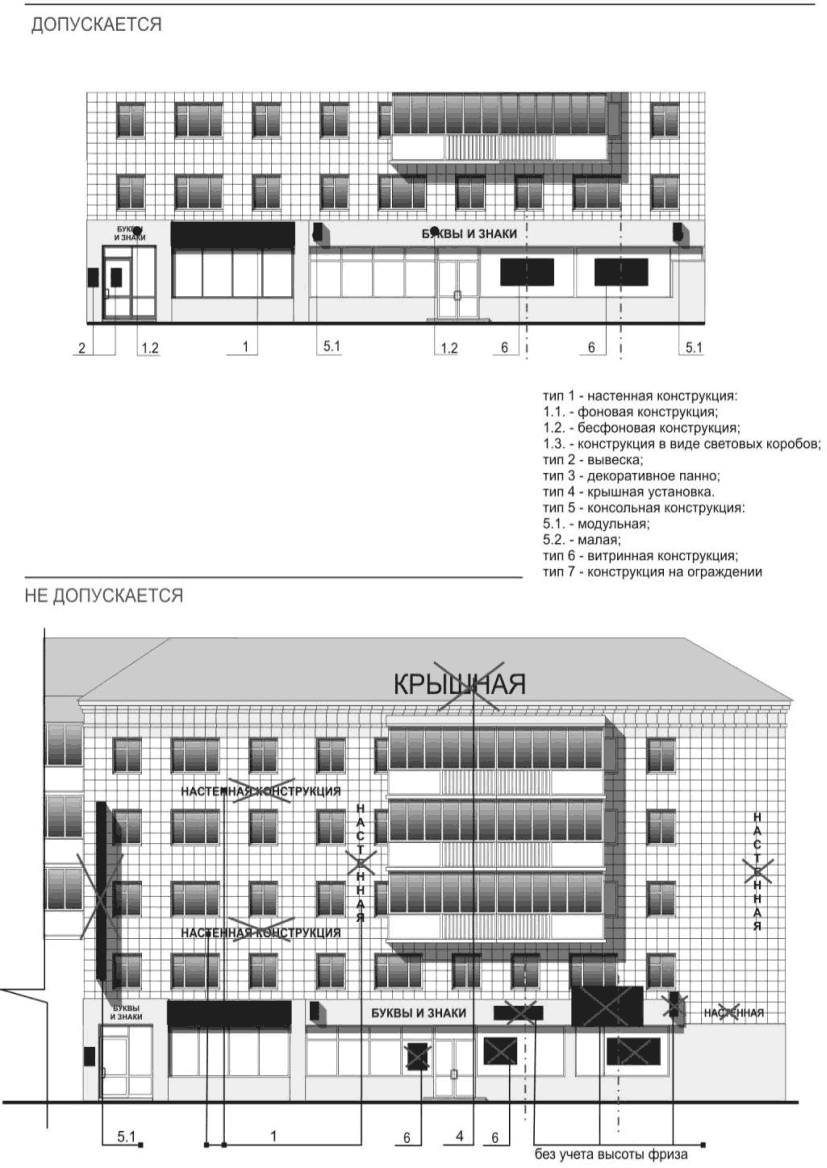 ДОПУСКАЕТСЯ
БУКВЫ
И ЗНАКИ
БУКВЫ И ЗНАКИ
2
1.2
1
5.1
1.2
6
6
5.1
тип 1 - настенная конструкция:
1.1. - фоновая конструкция;
1.2. - бесфоновая конструкция;
1.3. - конструкция в виде световых коробов;
тип 2 - вывеска;
тип 3 - декоративное панно;
тип 4 - крышная установка.
тип 5 - консольная конструкция:
5.1. - модульная;
5.2. - малая;
тип 6 - витринная конструкция;
тип 7 - конструкция на ограждении
НЕ ДОПУСКАЕТСЯ
КРЫШНАЯ
НАСТЕННАЯ КОНСТРУКЦИЯ
НАСТЕННАЯ
НАСТЕННАЯ
НАСТЕННАЯ КОНСТРУКЦИЯ
БУКВЫ
И ЗНАКИ
БУКВЫ И ЗНАКИ
НАСТЕННАЯ
5.1
1
6
4
6
без учета высоты фриза